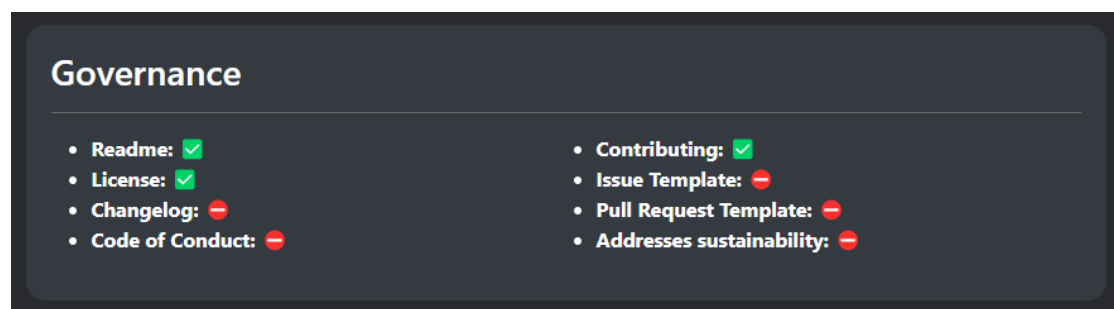 Governance
Readme: ✅
License: ✅
Changelog: ⛔
Code of Conduct: ⛔
Contributing: ✅
Issue Template: ⛔
Pull Request Template: ⛔
Addresses sustainability: ⛔